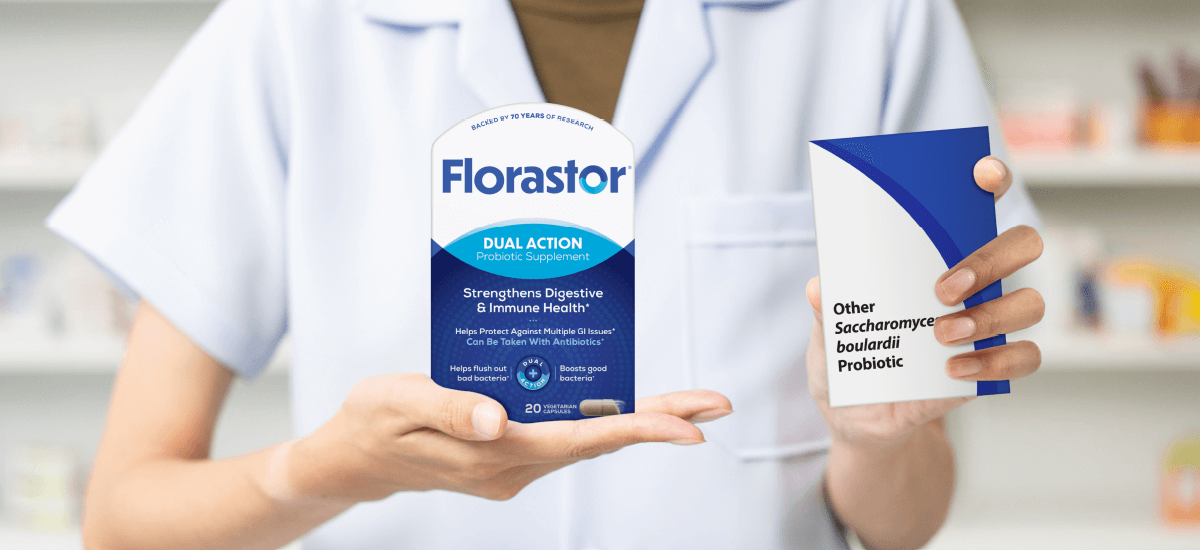 BACKED BY 70 YEARS OF RESEARCH
Florastor®
DUAL ACTION
Probiotic Supplement
Strengthens Digestive
& Immune Health*
Helps Protect Against Multiple GI Issues*
Can Be Taken With Antibiotics*
Helps flush out
bad bacteria*
DUAL
+
ACTION
Boosts good
bacteria*
20 VEGETARIAN
CAPSULES
Other
Saccharomyce
boulardii
Probiotic